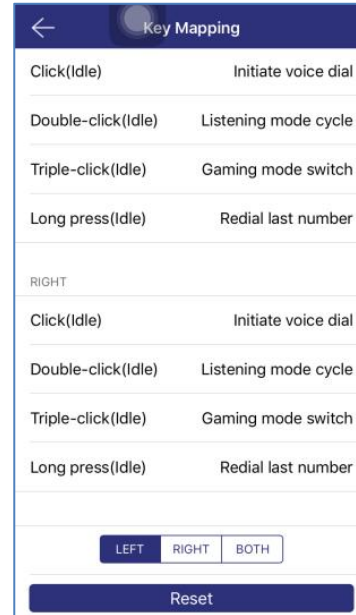 Key Mapping
Click(Idle) Initiate voice dial
Double-click(Idle) Listening mode cycle
Triple-click(Idle) Gaming mode switch
Long press(Idle) Redial last number
RIGHT
Click(Idle) Initiate voice dial
Double-click(Idle) Listening mode cycle
Triple-click(Idle) Gaming mode switch
Long press(Idle) Redial last number
LEFT RIGHT BOTH
Reset